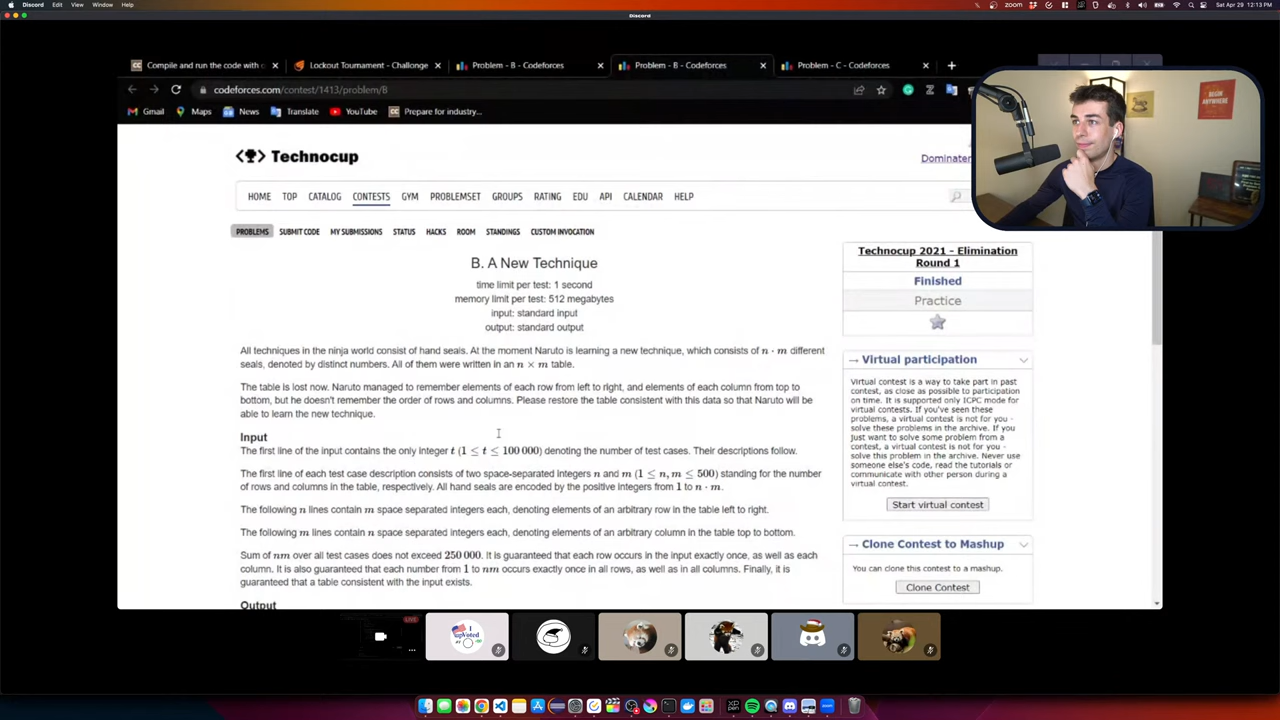 Discord Edit View Window Help
zoom
Sat Apr 29 12:13 PM
Discord
Compile and run the code with c
Lockout Tournament - Challonge
Problem - B - Codeforces
Problem - B - Codeforces
Problem - C - Codeforces
codeforces.com/contest/1413/problem/B
Gmail Maps News Translate YouTube Prepare for industry...
BEGIN
ANYWHERE
Technocup
Dominater
HOME TOP CATALOG CONTESTS GYM PROBLEMSET GROUPS RATING EDU API CALENDAR HELP
PROBLEMS SUBMIT CODE MY SUBMISSIONS STATUS HACKS ROOM STANDINGS CUSTOM INVOCATION
B. A New Technique
time limit per test: 1 second
memory limit per test: 512 megabytes
input: standard input
output: standard output
All techniques in the ninja world consist of hand seals. At the moment Naruto is learning a new technique, which consists of n · m different
seals, denoted by distinct numbers. All of them were written in an n × m table.
The table is lost now. Naruto managed to remember elements of each row from left to right, and elements of each column from top to
bottom, but he doesn't remember the order of rows and columns. Please restore the table consistent with this data so that Naruto will be
able to learn the new technique.
Input
The first line of the input contains the only integer t (1 ≤ t ≤ 100 000) denoting the number of test cases. Their descriptions follow.
The first line of each test case description consists of two space-separated integers n and m (1 ≤ n, m ≤ 500) standing for the number
of rows and columns in the table, respectively. All hand seals are encoded by the positive integers from 1 to n · m.
The following n lines contain m space separated integers each, denoting elements of an arbitrary row in the table left to right.
The following m lines contain n space separated integers each, denoting elements of an arbitrary column in the table top to bottom.
Sum of nm over all test cases does not exceed 250 000. It is guaranteed that each row occurs in the input exactly once, as well as each
column. It is also guaranteed that each number from 1 to nm occurs exactly once in all rows, as well as in all columns. Finally, it is
guaranteed that a table consistent with the input exists.
Output
Technocup 2021 - Elimination
Round 1
Finished
Practice
→ Virtual participation
Virtual contest is a way to take part in past
contest, as close as possible to participation
on time. It is supported only ICPC mode for
virtual contests. If you've seen these
problems, a virtual contest is not for you -
solve these problems in the archive. If you
just want to solve some problem from a
contest, a virtual contest is not for you -
solve this problem in the archive. Never
use someone else's code, read the tutorials or
communicate with other person during a
virtual contest.
Start virtual contest
→ Clone Contest to Mashup
You can clone this contest to a mashup.
Clone Contest
LIVE
I
upVoted